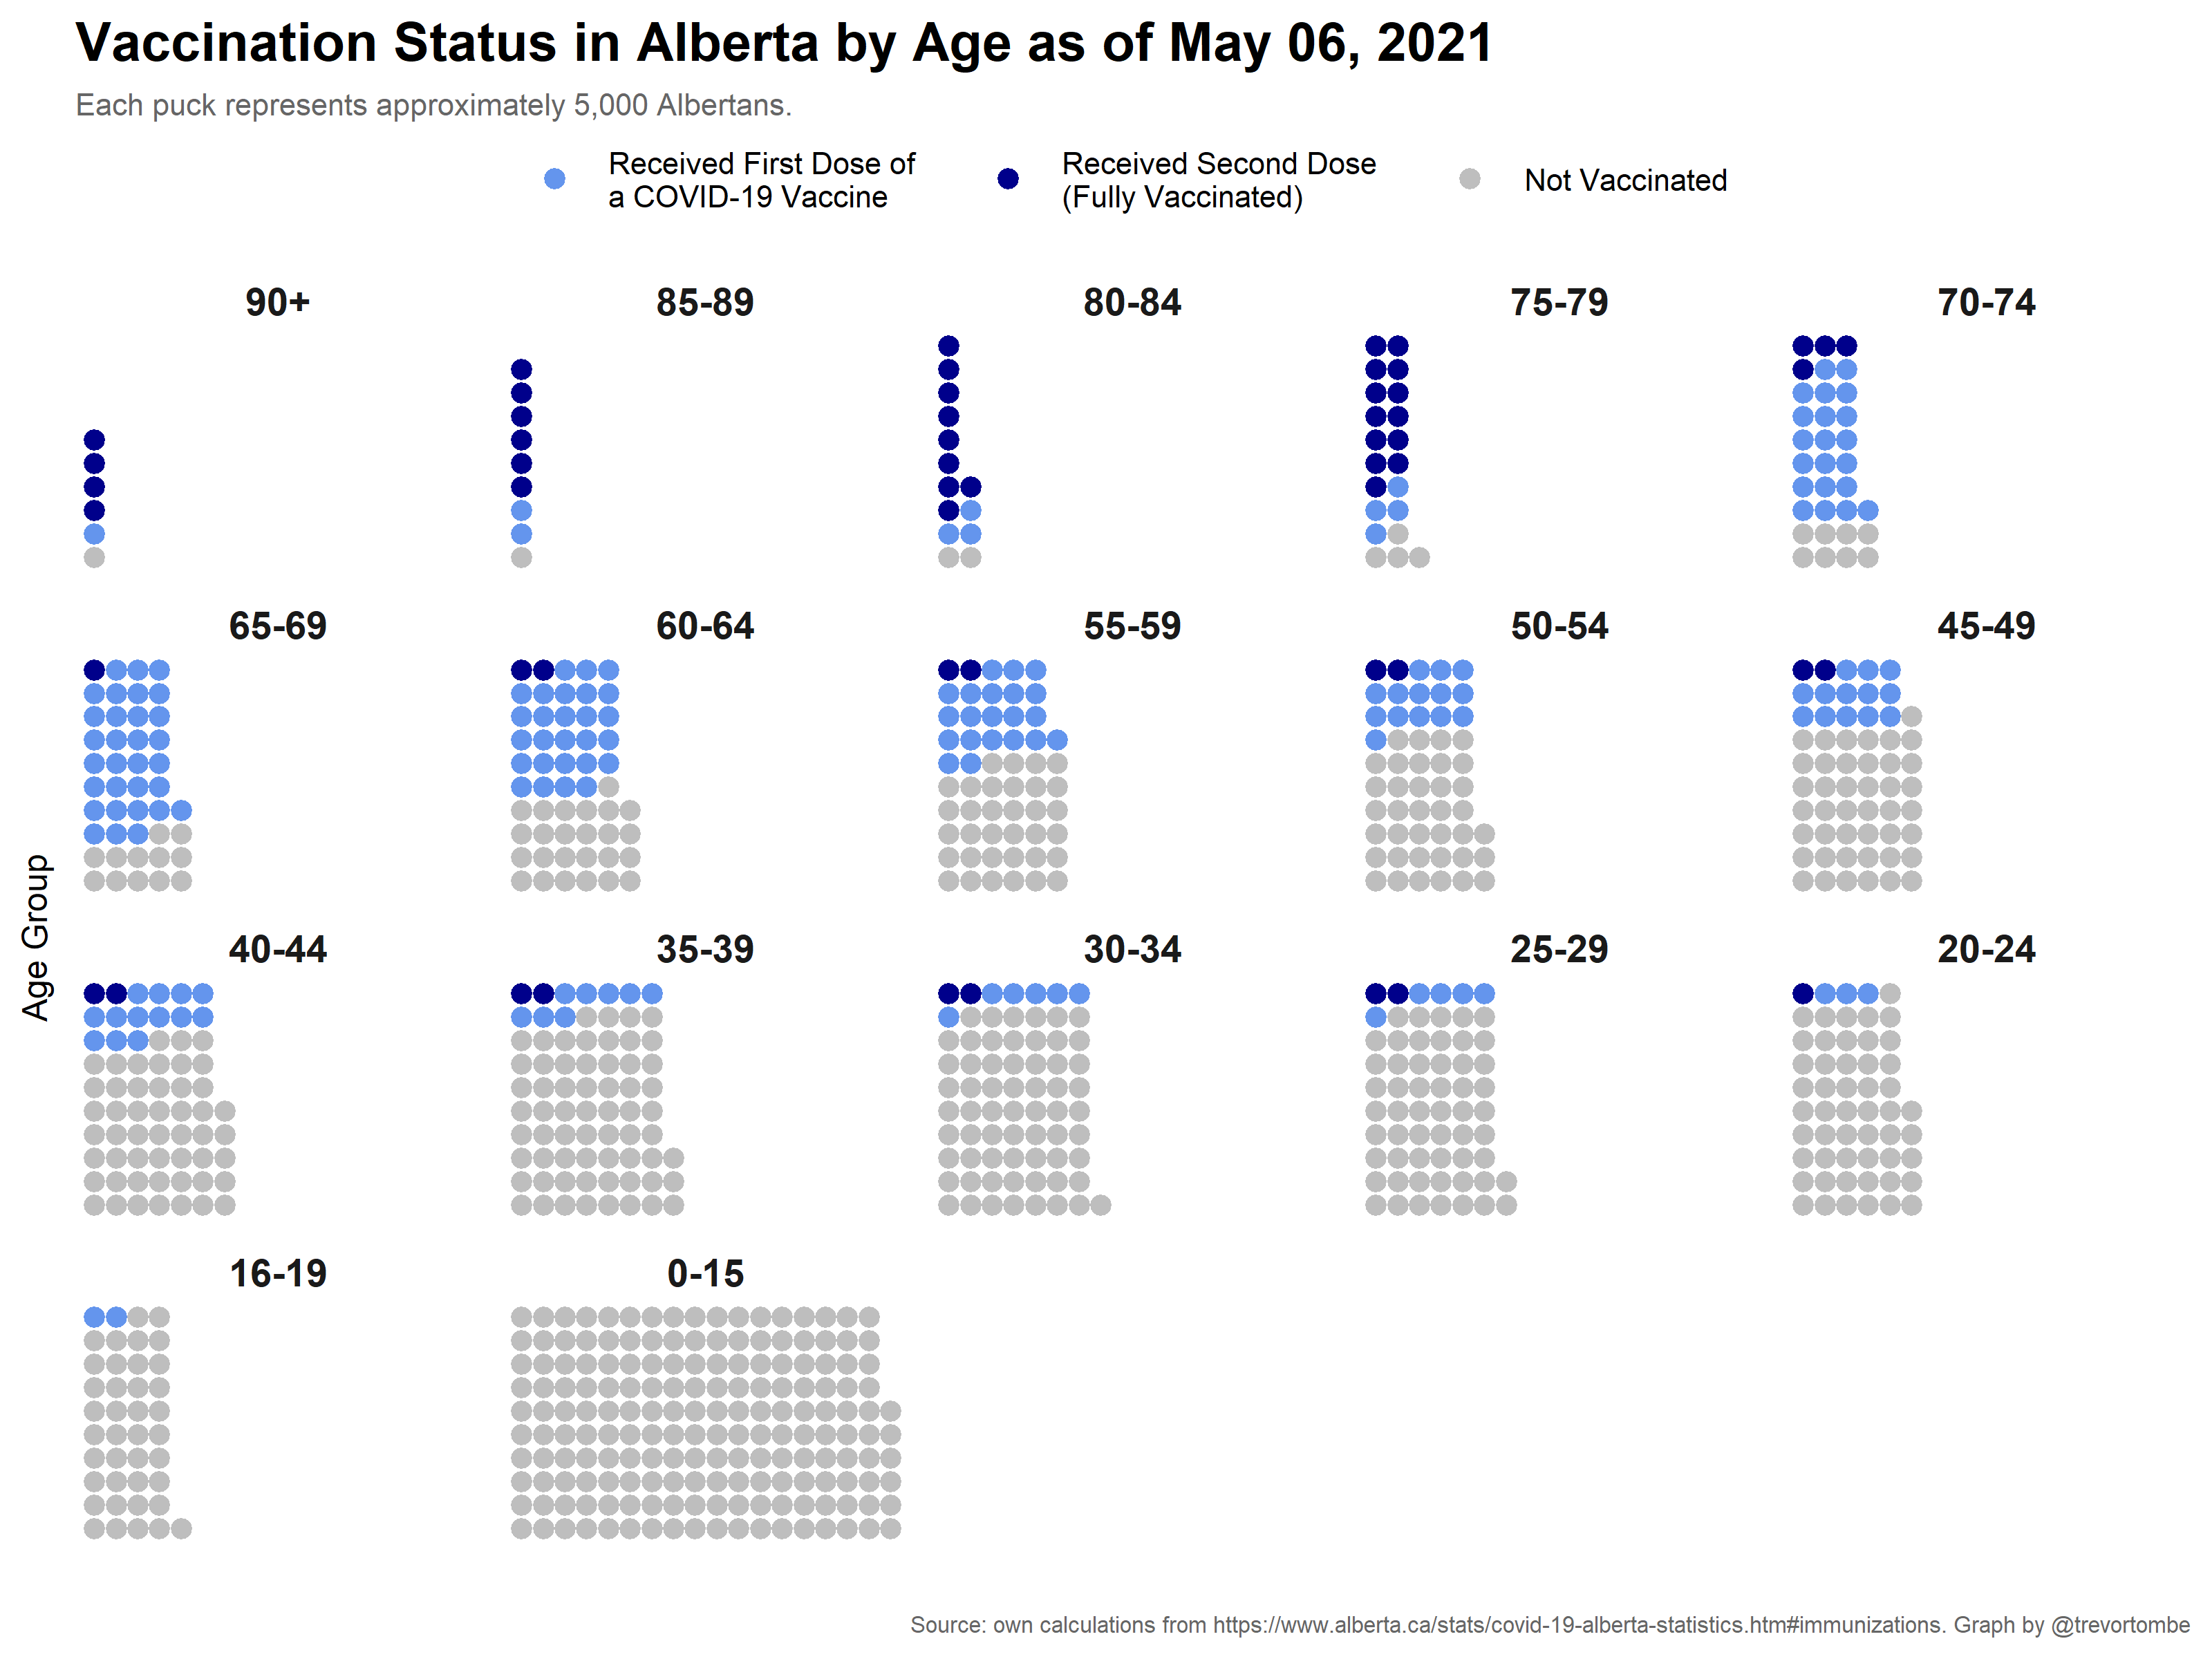 Vaccination Status in Alberta by Age as of May 06, 2021
Each puck represents approximately 5,000 Albertans.
Received First Dose of
a COVID-19 Vaccine
Received Second Dose
(Fully Vaccinated)
Not Vaccinated
90+
85-89
80-84
75-79
70-74
65-69
60-64
55-59
50-54
45-49
Age Group
40-44
35-39
30-34
25-29
20-24
16-19
0-15
Source: own calculations from https://www.alberta.ca/stats/covid-19-alberta-statistics.htm#immunizations. Graph by @trevortombe